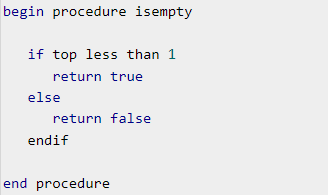 begin procedure isempty
if top less than 1
return true
else
return false
endif
end procedure